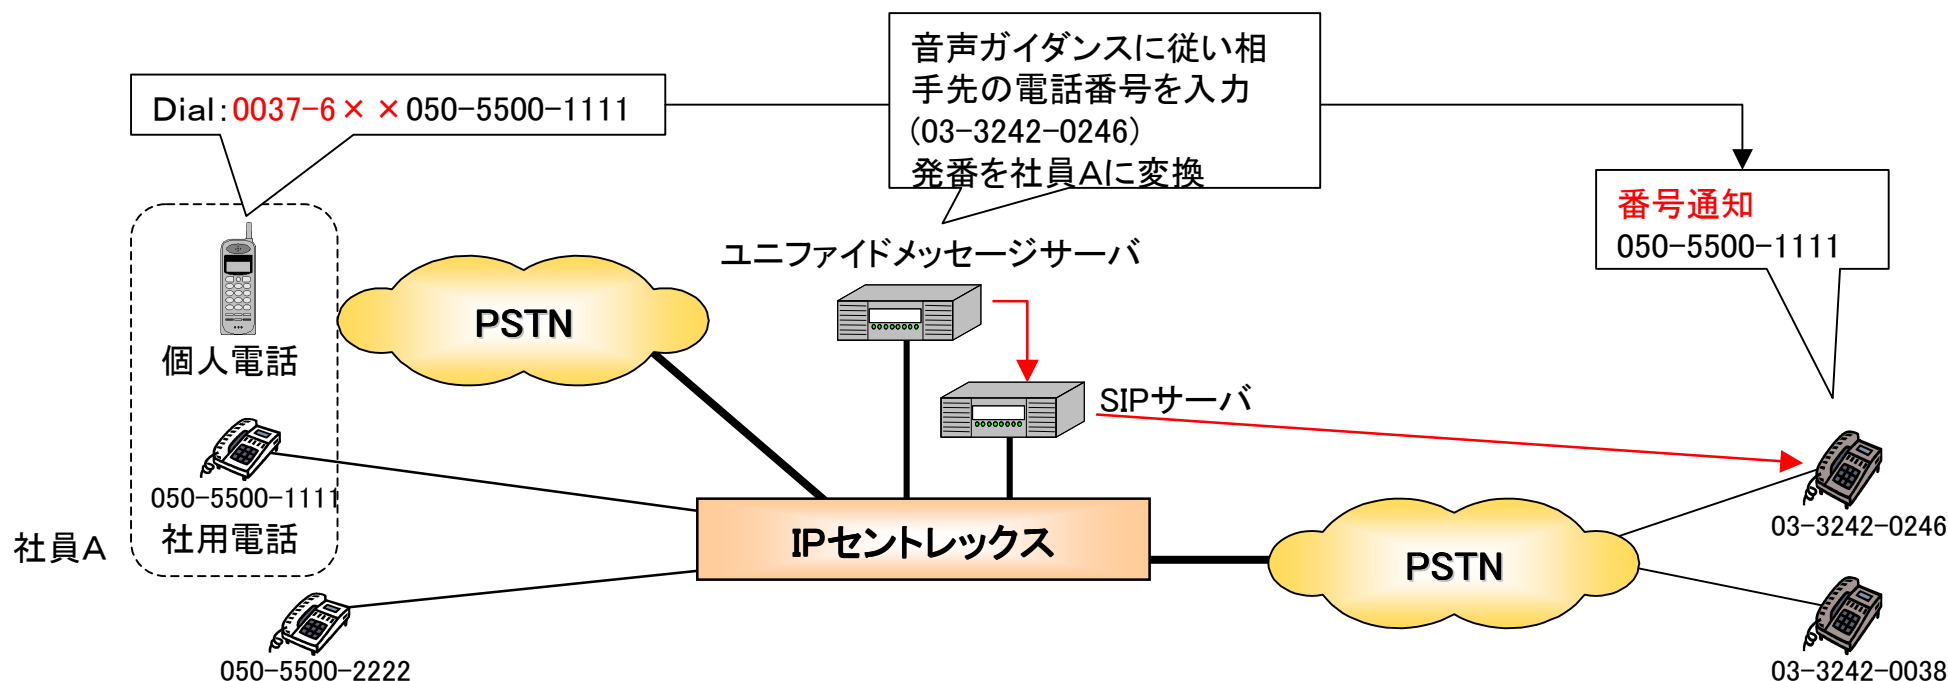 音声ガイダンスに従い相
手先の電話番号を入力
(03-3242-0246)
発番を社員Aに変換
Dial:0037-6××050-5500-1111
番号通知
050-5500-1111
ユニファイドメッセージサーバ
PSTN
個人電話
SIPサーバ
050-5500-1111
社用電話
社員A
IPセントレックス
03-3242-0246
PSTN
050-5500-2222
03-3242-0038